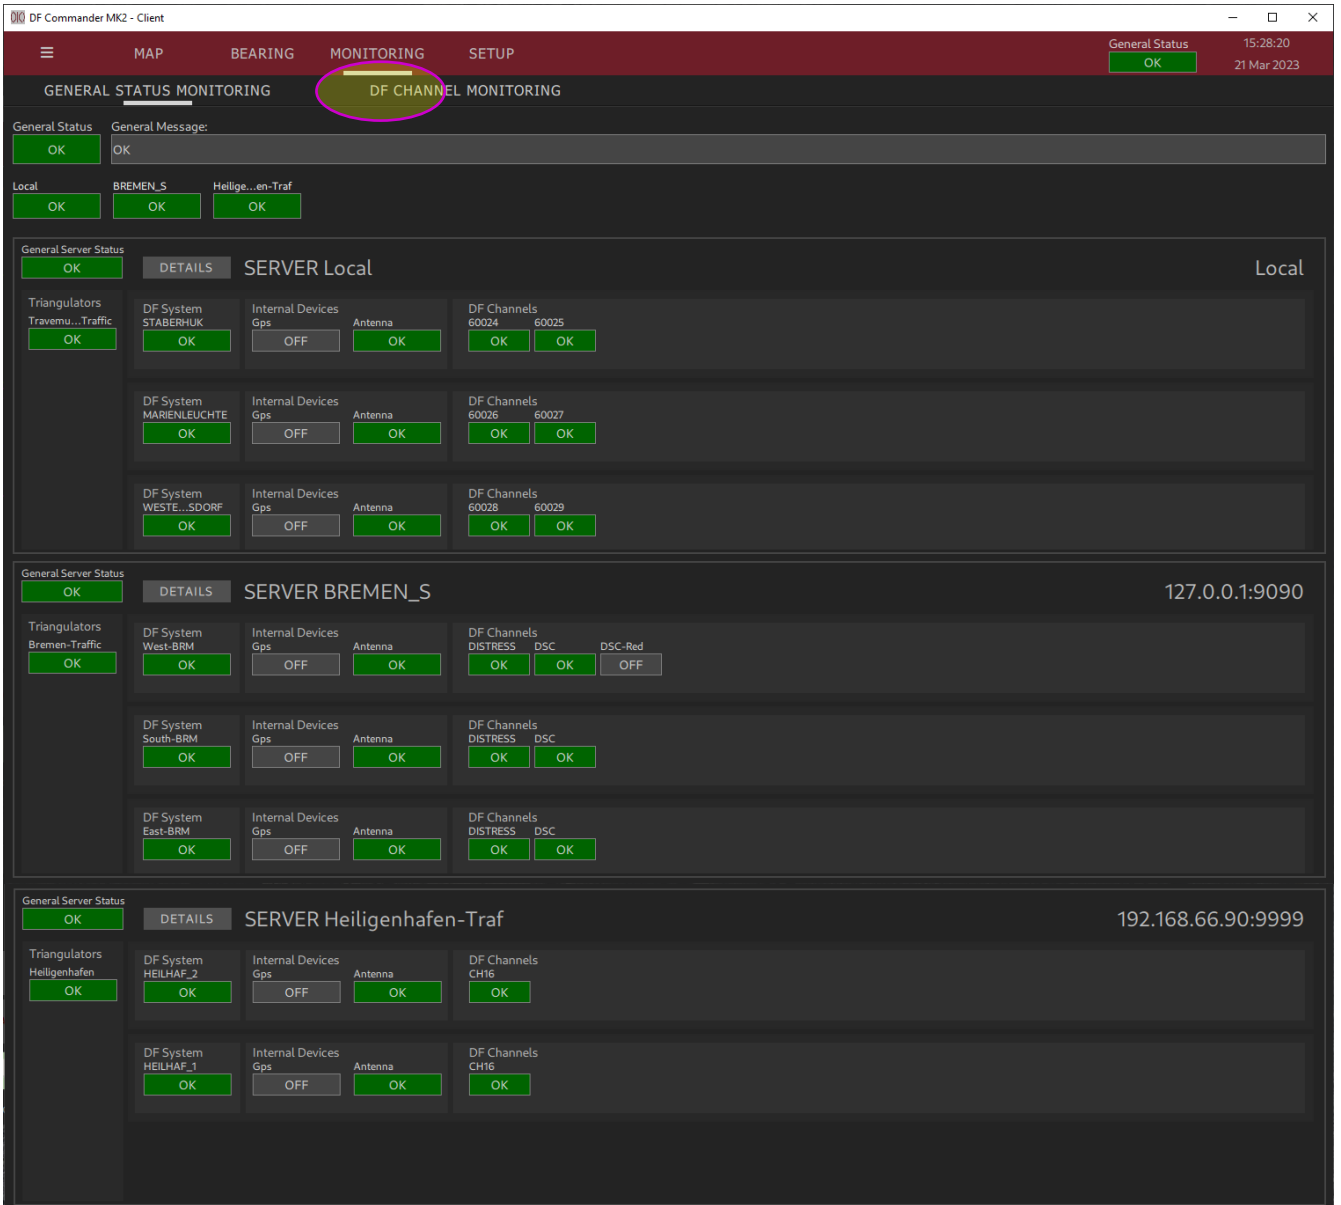 DF Commander MK2 - Client
☰ MAP BEARING MONITORING SETUP General Status 15:28:20
OK 21 Mar 2023
GENERAL STATUS MONITORING DF CHANNEL MONITORING
General Status General Message:
OK OK
Local BREMEN_S Heilige...en-Traf
OK OK OK
General Server Status
OK DETAILS SERVER Local Local
Triangulators
Travemu...Traffic
OK
DF System Internal Devices DF Channels
STABERHUK Gps Antenna 60024 60025
OK OFF OK OK OK
DF System Internal Devices DF Channels
MARIENLEUCHTE Gps Antenna 60026 60027
OK OFF OK OK OK
DF System Internal Devices DF Channels
WESTE...SDORF Gps Antenna 60028 60029
OK OFF OK OK OK
General Server Status
OK DETAILS SERVER BREMEN_S 127.0.0.1:9090
Triangulators
Bremen-Traffic
OK
DF System Internal Devices DF Channels
West-BRM Gps Antenna DISTRESS DSC DSC-Red
OK OFF OK OK OK OFF
DF System Internal Devices DF Channels
South-BRM Gps Antenna DISTRESS DSC
OK OFF OK OK OK
DF System Internal Devices DF Channels
East-BRM Gps Antenna DISTRESS DSC
OK OFF OK OK OK
General Server Status
OK DETAILS SERVER Heiligenhafen-Traf 192.168.66.90:9999
Triangulators
Heiligenhafen
OK
DF System Internal Devices DF Channels
HEILHAF_2 Gps Antenna CH16
OK OFF OK OK
DF System Internal Devices DF Channels
HEILHAF_1 Gps Antenna CH16
OK OFF OK OK